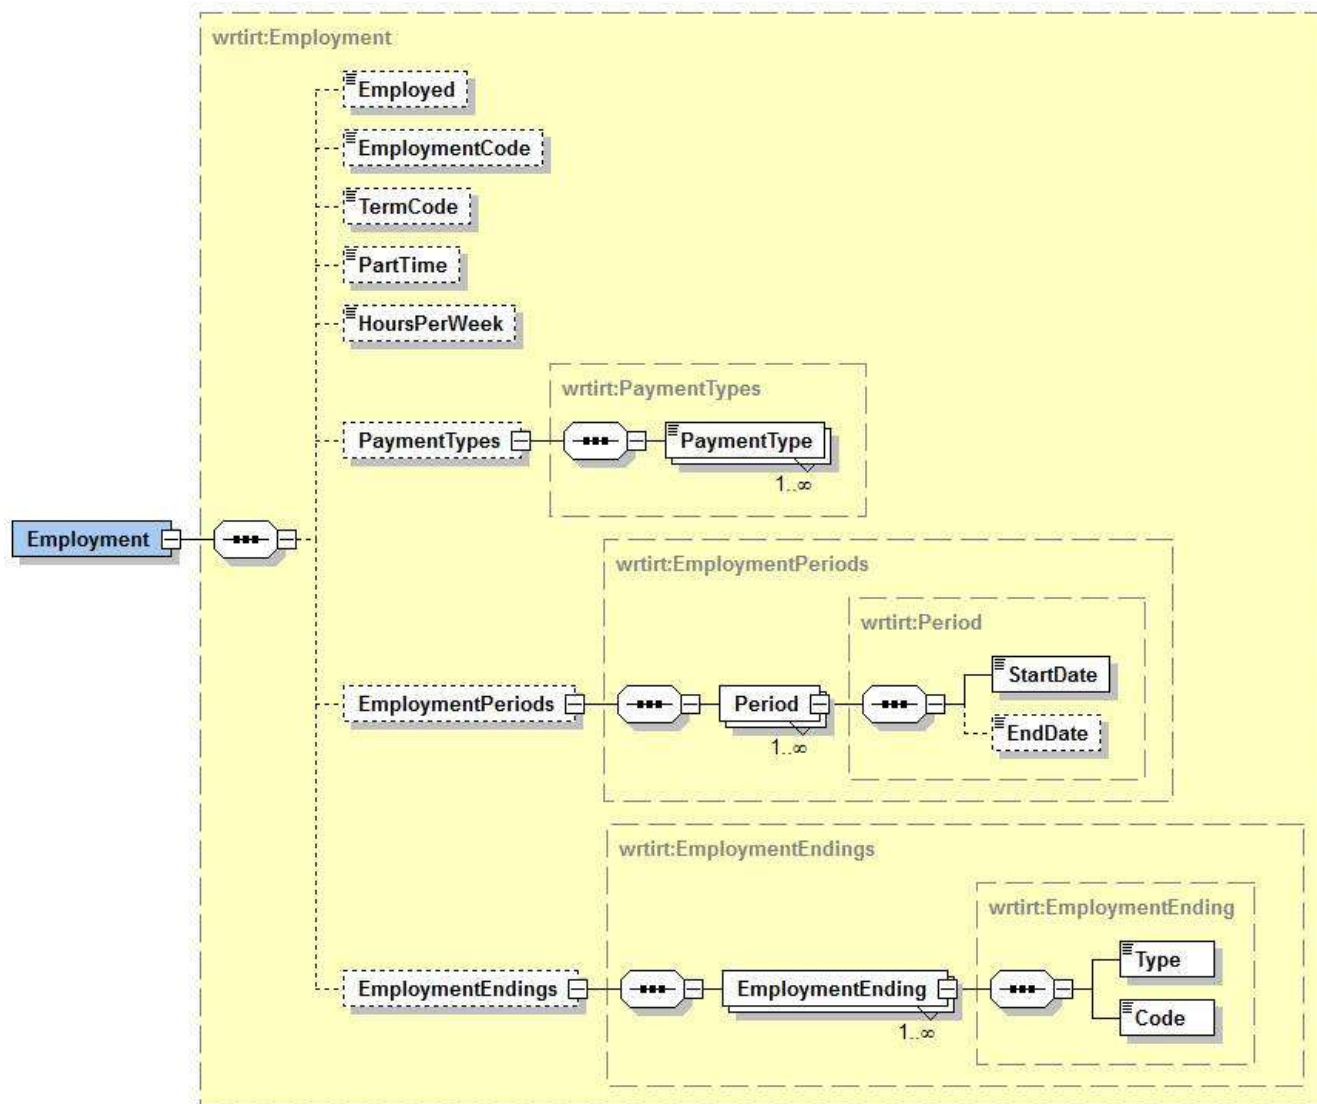 wrtirt:Employment
Employed
EmploymentCode
TermCode
PartTime
HoursPerWeek
wrtirt:PaymentTypes
PaymentTypes
PaymentType
1..∞
Employment
wrtirt:EmploymentPeriods
wrtirt:Period
StartDate
EmploymentPeriods
Period
EndDate
1..∞
wrtirt:EmploymentEndings
wrtirt:EmploymentEnding
Type
EmploymentEndings
EmploymentEnding
Code
1..∞